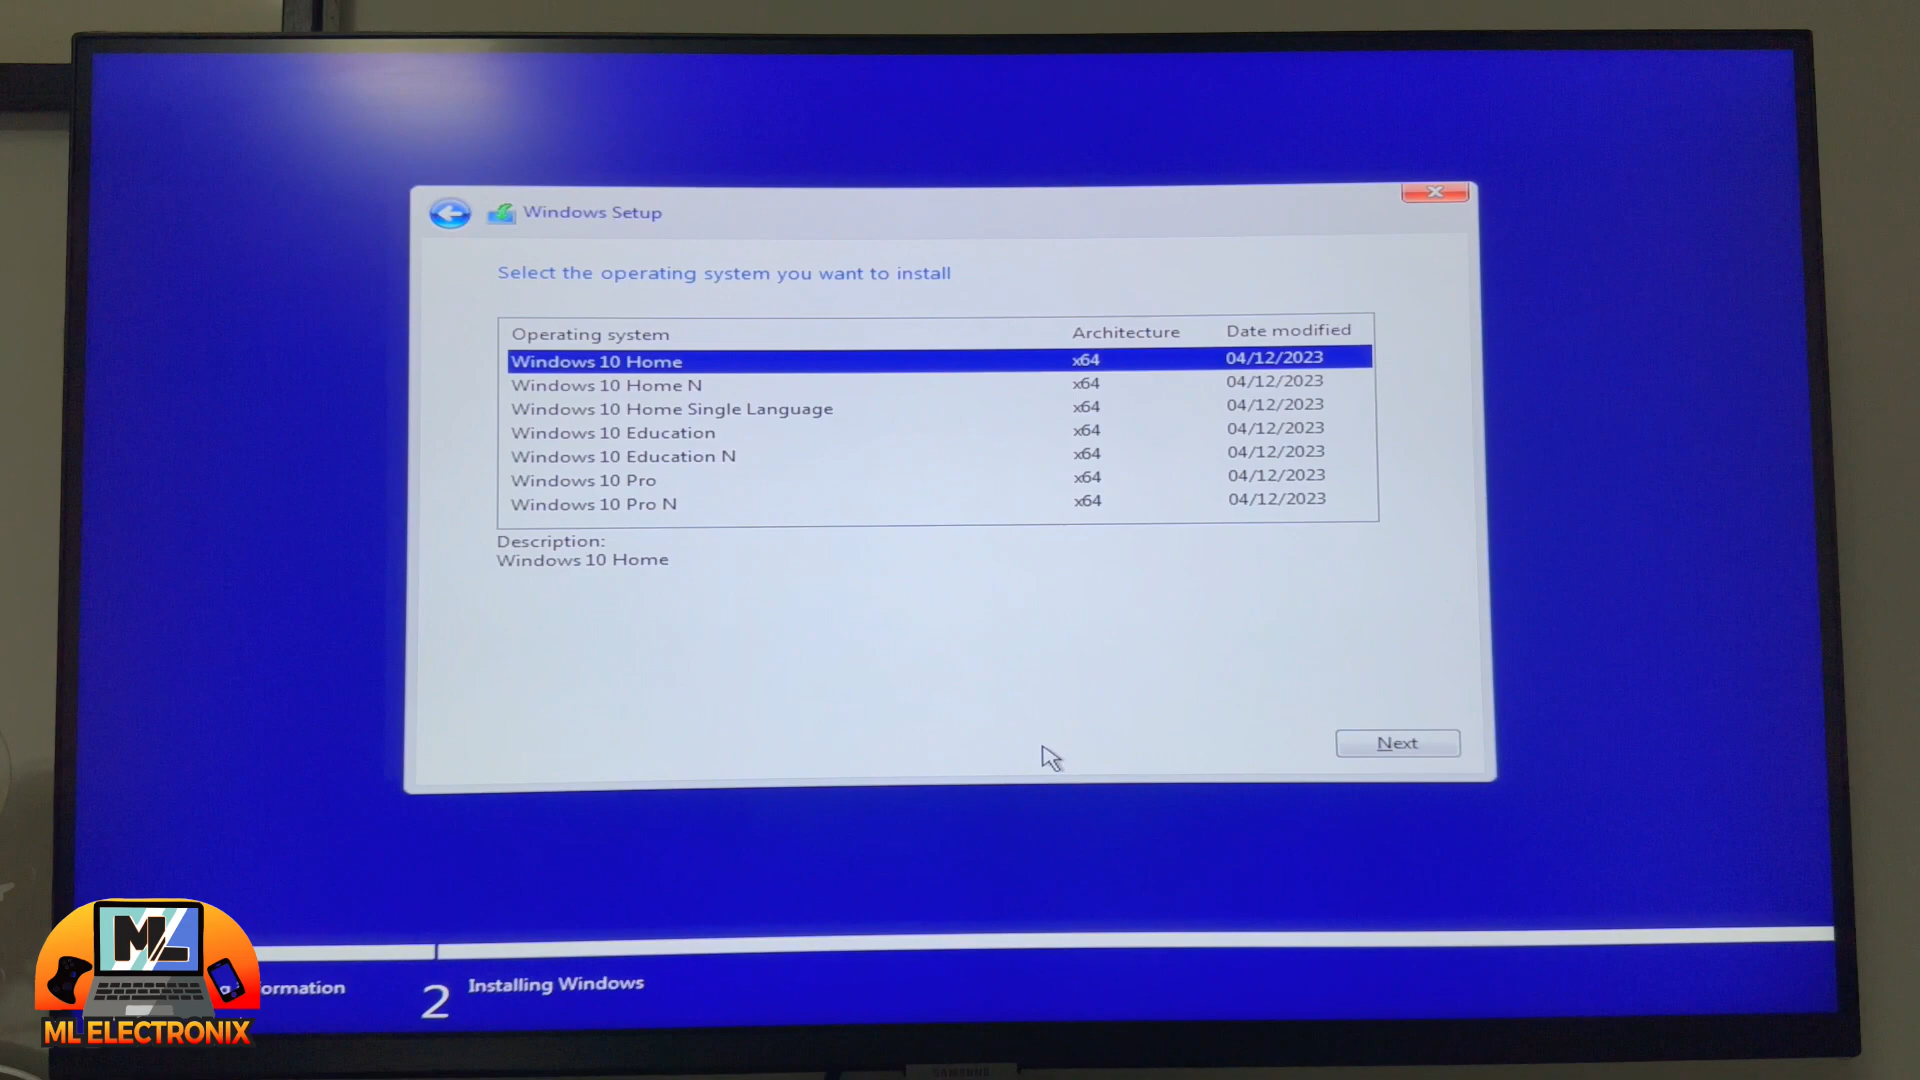 Windows Setup
Select the operating system you want to install
Operating system Architecture Date modified
Windows 10 Home x64 04/12/2023
Windows 10 Home N x64 04/12/2023
Windows 10 Home Single Language x64 04/12/2023
Windows 10 Education x64 04/12/2023
Windows 10 Education N x64 04/12/2023
Windows 10 Pro x64 04/12/2023
Windows 10 Pro N x64 04/12/2023
Description:
Windows 10 Home
Next
ormation 2 Installing Windows
ML
ML ELECTRONIX
SAMSUNG